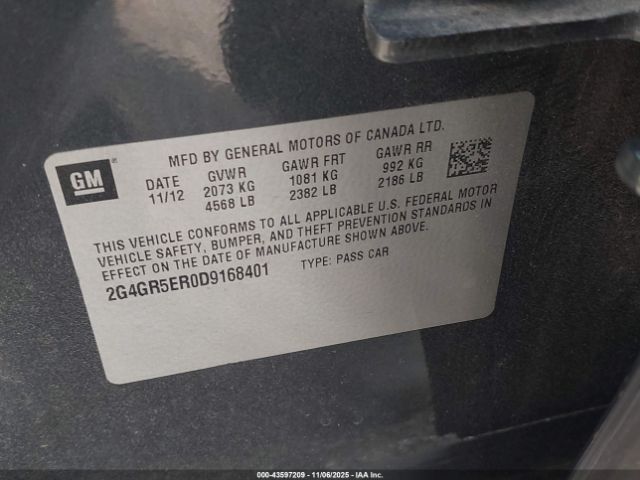 MFD BY GENERAL MOTORS OF CANADA LTD.
GM
DATE GVWR GAWR FRT GAWR RR
11/12 2073 KG 1081 KG 992 KG
4568 LB 2382 LB 2186 LB
THIS VEHICLE CONFORMS TO ALL APPLICABLE U.S. FEDERAL MOTOR
VEHICLE SAFETY, BUMPER, AND THEFT PREVENTION STANDARDS IN
EFFECT ON THE DATE OF MANUFACTURE SHOWN ABOVE.
2G4GR5ER0D9168401 TYPE: PASS CAR
000-43597209 - 11/06/2025 - IAA Inc.